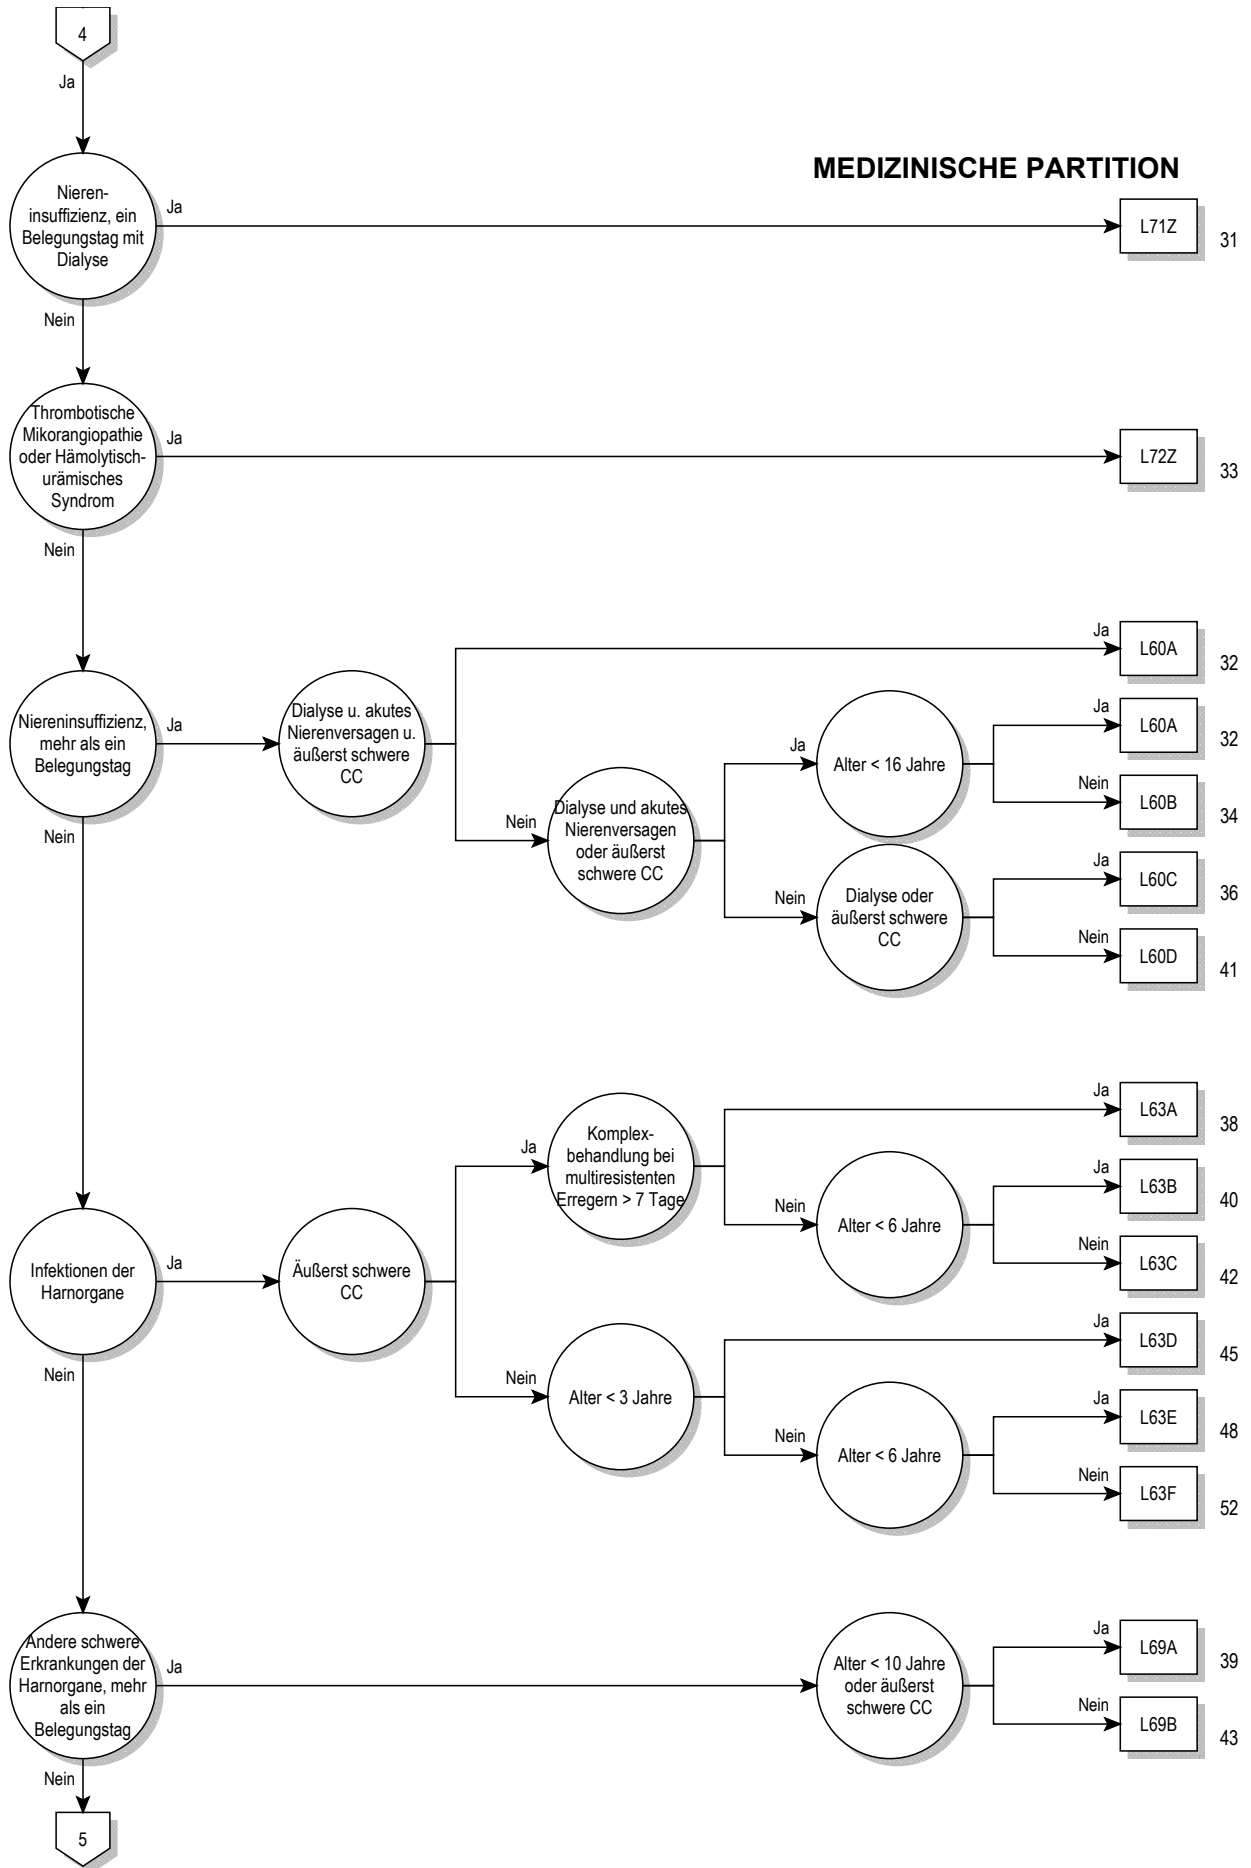 4
Ja
MEDIZINISCHE PARTITION
Nieren-
insuffizienz, ein
Belegungstag mit
Dialyse
Ja
L71Z
31
Nein
Thrombotische
Mikorangiopathie
oder Hämolytisch-
urämisches
Syndrom
Ja
L72Z
33
Nein
Niereninsuffizienz,
mehr als ein
Belegungstag
Ja
Dialyse u. akutes
Nierenversagen u.
äußerst schwere
CC
Ja
L60A
32
Nein
Dialyse und akutes
Nierenversagen
oder äußerst
schwere CC
Ja
Alter < 16 Jahre
Ja
L60A
32
Nein
L60B
34
Nein
Dialyse oder
äußerst schwere
CC
Ja
L60C
36
Nein
L60D
41
Nein
Infektionen der
Harnorgane
Ja
Äußerst schwere
CC
Ja
Komplex-
behandlung bei
multiresistenten
Erregern > 7 Tage
Ja
L63A
38
Nein
Alter < 6 Jahre
Ja
L63B
40
Nein
L63C
42
Nein
Alter < 3 Jahre
Ja
L63D
45
Nein
Alter < 6 Jahre
Ja
L63E
48
Nein
L63F
52
Nein
Andere schwere
Erkrankungen der
Harnorgane, mehr
als ein
Belegungstag
Ja
Alter < 10 Jahre
oder äußerst
schwere CC
Ja
L69A
39
Nein
L69B
43
Nein
5